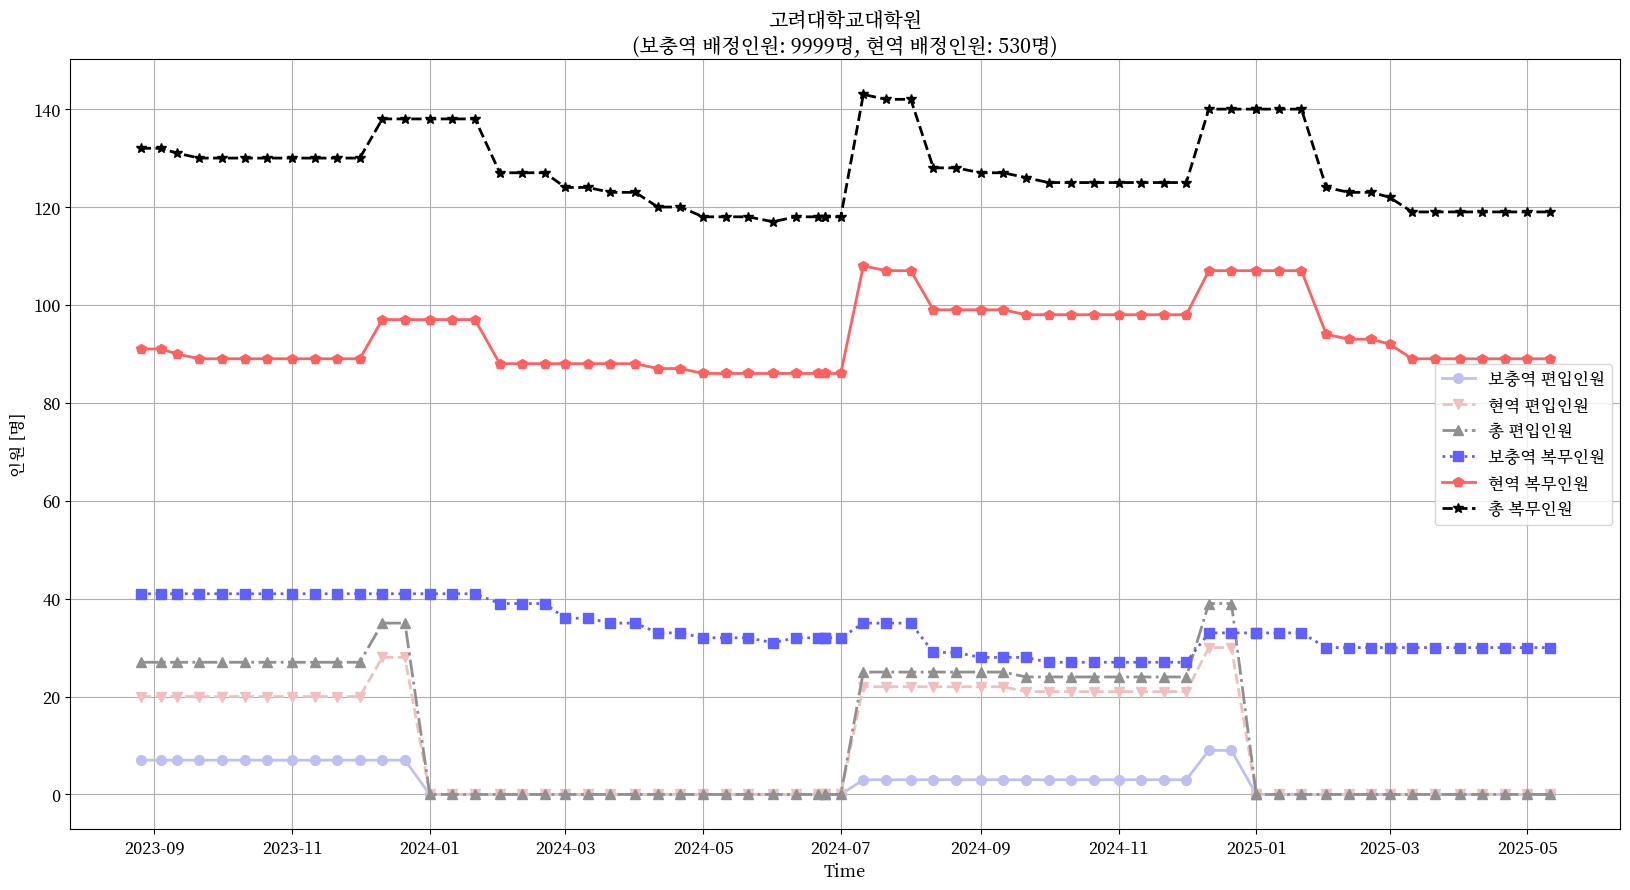 고려대학교대학원
(보충역 배정인원: 9999명, 현역 배정인원: 530명)
인원 [명]
140
120
100
80
60
40
20
0
보충역 편입인원
현역 편입인원
총 편입인원
보충역 복무인원
현역 복무인원
총 복무인원
2023-09
2023-11
2024-01
2024-03
2024-05
2024-07
2024-09
2024-11
2025-01
2025-03
2025-05
Time